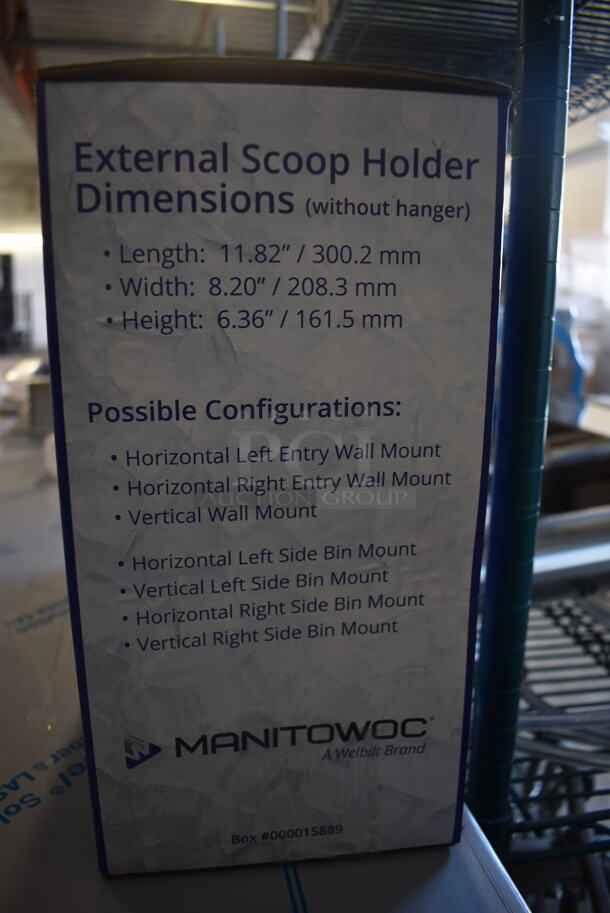 External Scoop Holder
Dimensions (without hanger)
• Length: 11.82” / 300.2 mm
• Width: 8.20” / 208.3 mm
• Height: 6.36” / 161.5 mm
Possible Configurations:
• Horizontal Left Entry Wall Mount
• Horizontal Right Entry Wall Mount
• Vertical Wall Mount
• Horizontal Left Side Bin Mount
• Vertical Left Side Bin Mount
• Horizontal Right Side Bin Mount
• Vertical Right Side Bin Mount
PCI
AUCTION GROUP
MANITOWOC®
A Welbilt Brand
Box #000015889